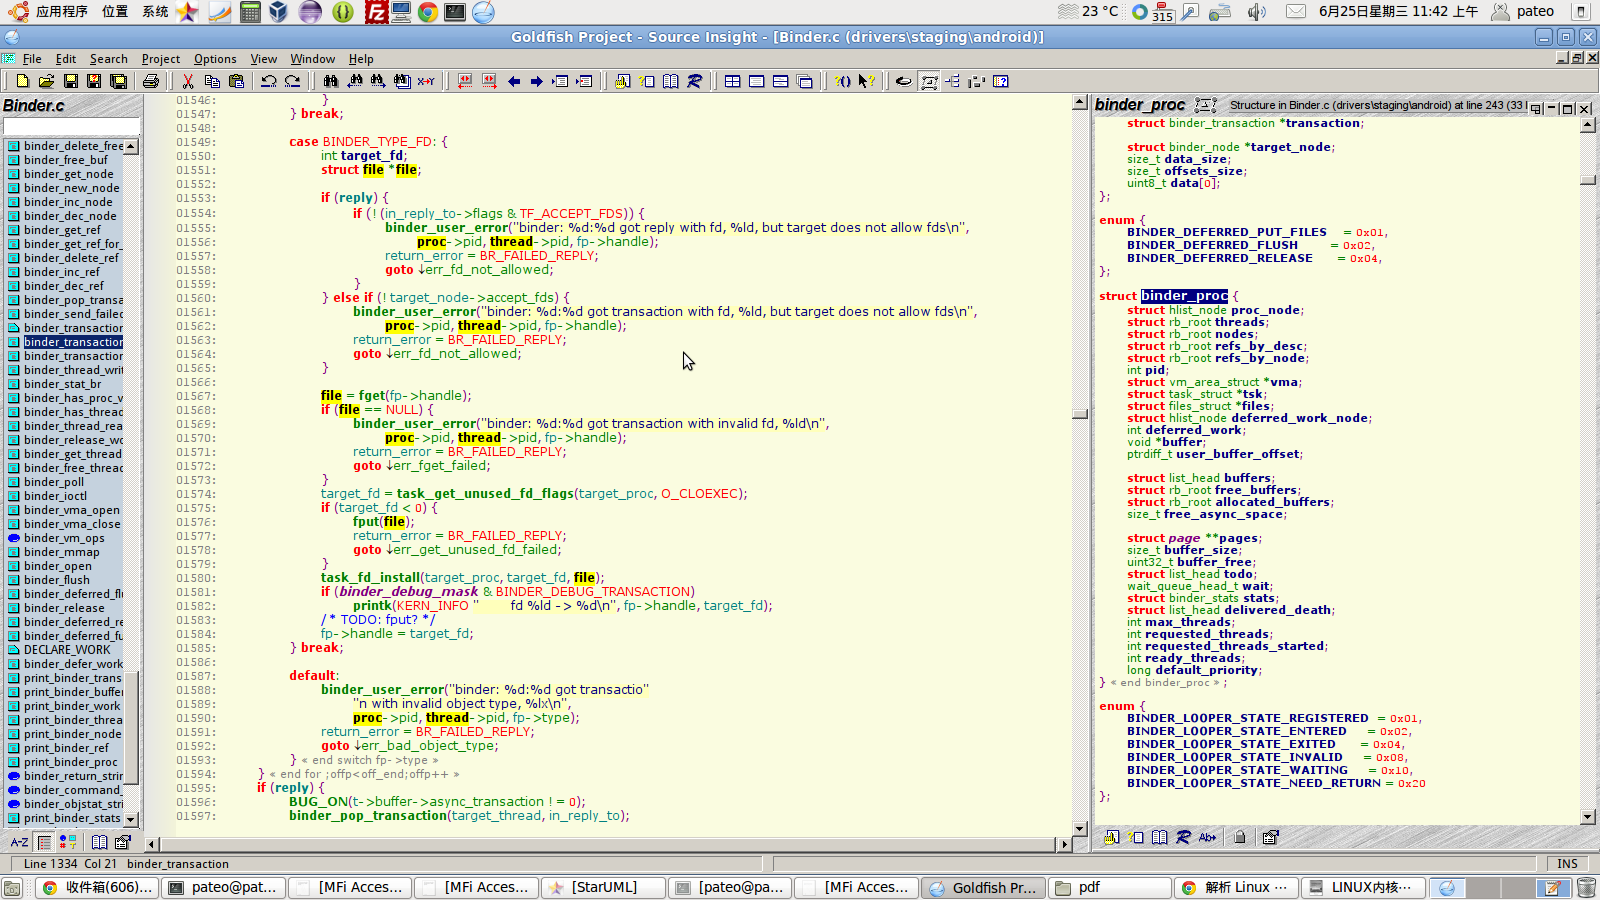 应用程序 位置 系统 23 °C 315 6月25日星期三 11:42 上午 pateo
Goldfish Project - Source Insight - [Binder.c (drivers\staging\android)]
File Edit Search Project Options View Window Help
Binder.c
binder_delete_free
binder_free_buf
binder_get_node
binder_new_node
binder_inc_node
binder_dec_node
binder_get_ref
binder_get_ref_for_
binder_delete_ref
binder_inc_ref
binder_dec_ref
binder_pop_transa
binder_send_failed
binder_transaction
binder_transaction
binder_transaction
binder_thread_writ
binder_stat_br
binder_has_proc_v
binder_has_thread
binder_thread_rea
binder_release_wo
binder_get_thread
binder_free_threa
binder_poll
binder_ioctl
binder_vma_open
binder_vma_close
binder_vm_ops
binder_mmap
binder_open
binder_flush
binder_deferred_fl
binder_release
binder_deferred_re
binder_deferred_fu
DECLARE_WORK
binder_defer_work
print_binder_trans
print_binder_buffe
print_binder_work
print_binder_threa
print_binder_node
print_binder_ref
print_binder_proc
binder_return_strin
binder_command_
binder_objstat_stri
print_binder_stats
01546: }
01547: } break;
01548:
01549: case BINDER_TYPE_FD: {
01550: int target_fd;
01551: struct file *file;
01552:
01553: if (reply) {
01554: if (! (in_reply_to->flags & TF_ACCEPT_FDS)) {
01555: binder_user_error("binder: %d:%d got reply with fd, %ld, but target does not allow fds\n",
01556: proc->pid, thread->pid, fp->handle);
01557: return_error = BR_FAILED_REPLY;
01558: goto ↓err_fd_not_allowed;
01559: }
01560: } else if (! target_node->accept_fds) {
01561: binder_user_error("binder: %d:%d got transaction with fd, %ld, but target does not allow fds\n",
01562: proc->pid, thread->pid, fp->handle);
01563: return_error = BR_FAILED_REPLY;
01564: goto ↓err_fd_not_allowed;
01565: }
01566:
01567: file = fget(fp->handle);
01568: if (file == NULL) {
01569: binder_user_error("binder: %d:%d got transaction with invalid fd, %ld\n",
01570: proc->pid, thread->pid, fp->handle);
01571: return_error = BR_FAILED_REPLY;
01572: goto ↓err_fget_failed;
01573: }
01574: target_fd = task_get_unused_fd_flags(target_proc, O_CLOEXEC);
01575: if (target_fd < 0) {
01576: fput(file);
01577: return_error = BR_FAILED_REPLY;
01578: goto ↓err_get_unused_fd_failed;
01579: }
01580: task_fd_install(target_proc, target_fd, file);
01581: if (binder_debug_mask & BINDER_DEBUG_TRANSACTION)
01582: printk(KERN_INFO " fd %ld -> %d\n", fp->handle, target_fd);
01583: / * TODO: fput? */
01584: fp->handle = target_fd;
01585: } break;
01586:
01587: default:
01588: binder_user_error("binder: %d:%d got transactio"
01589: "n with invalid object type, %lx\n",
01590: proc->pid, thread->pid, fp->type);
01591: return_error = BR_FAILED_REPLY;
01592: goto ↓err_bad_object_type;
01593: } « end switch fp->type »
01594: } « end for ;offp<off_end;offp++ »
01595: if (reply) {
01596: BUG_ON(t->buffer->async_transaction ! = 0);
01597: binder_pop_transaction(target_thread, in_reply_to);
binder_proc Structure in Binder.c (drivers\staging\android) at line 243 (33 l
struct binder_transaction *transaction;
struct binder_node *target_node;
size_t data_size;
size_t offsets_size;
uint8_t data[0];
};
enum {
BINDER_DEFERRED_PUT_FILES = 0x01,
BINDER_DEFERRED_FLUSH = 0x02,
BINDER_DEFERRED_RELEASE = 0x04,
};
struct binder_proc {
struct hlist_node proc_node;
struct rb_root threads;
struct rb_root nodes;
struct rb_root refs_by_desc;
struct rb_root refs_by_node;
int pid;
struct vm_area_struct *vma;
struct task_struct *tsk;
struct files_struct *files;
struct hlist_node deferred_work_node;
int deferred_work;
void *buffer;
ptrdiff_t user_buffer_offset;
struct list_head buffers;
struct rb_root free_buffers;
struct rb_root allocated_buffers;
size_t free_async_space;
struct page **pages;
size_t buffer_size;
uint32_t buffer_free;
struct list_head todo;
wait_queue_head_t wait;
struct binder_stats stats;
struct list_head delivered_death;
int max_threads;
int requested_threads;
int requested_threads_started;
int ready_threads;
long default_priority;
} « end binder_proc » ;
enum {
BINDER_LOOPER_STATE_REGISTERED = 0x01,
BINDER_LOOPER_STATE_ENTERED = 0x02,
BINDER_LOOPER_STATE_EXITED = 0x04,
BINDER_LOOPER_STATE_INVALID = 0x08,
BINDER_LOOPER_STATE_WAITING = 0x10,
BINDER_LOOPER_STATE_NEED_RETURN = 0x20
};
A-Z
Line 1334 Col 21 binder_transaction INS
收件箱(606)... pateo@pat... [MFi Acces... [MFi Acces... [StarUML] [pateo@pa... [MFi Acces... Goldfish Pr... pdf 解析 Linux ... LINUX内核...